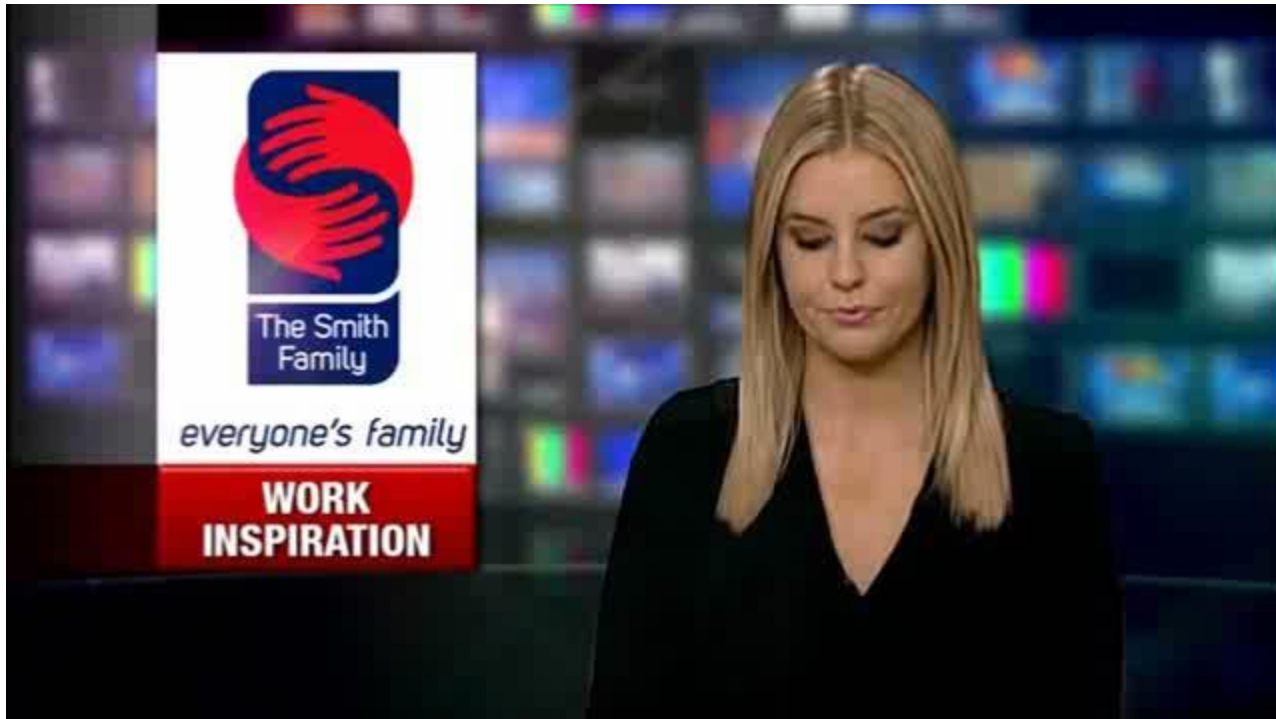 The Smith
Family
everyone's family
WORK
INSPIRATION